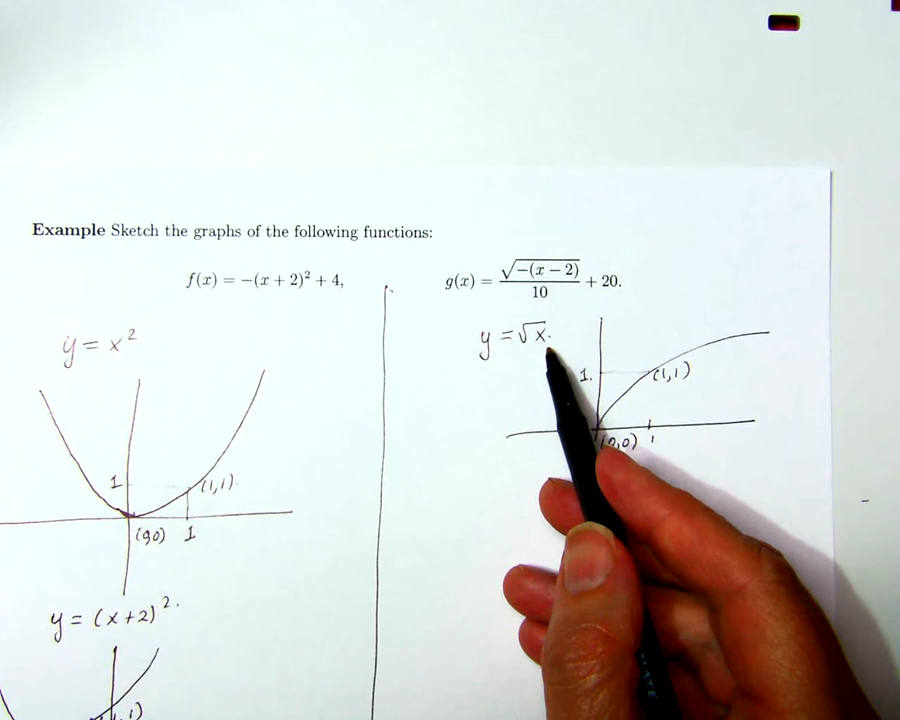 Example Sketch the graphs of the following functions:
f(x) = −(x + 2)² + 4,
g(x) = √(−(x − 2))/10 + 20.
y = x²
1
(1,1)
(0,0) 1
y = (x+2)².
y = √x.
1.
(1,1)
(0,0) 1